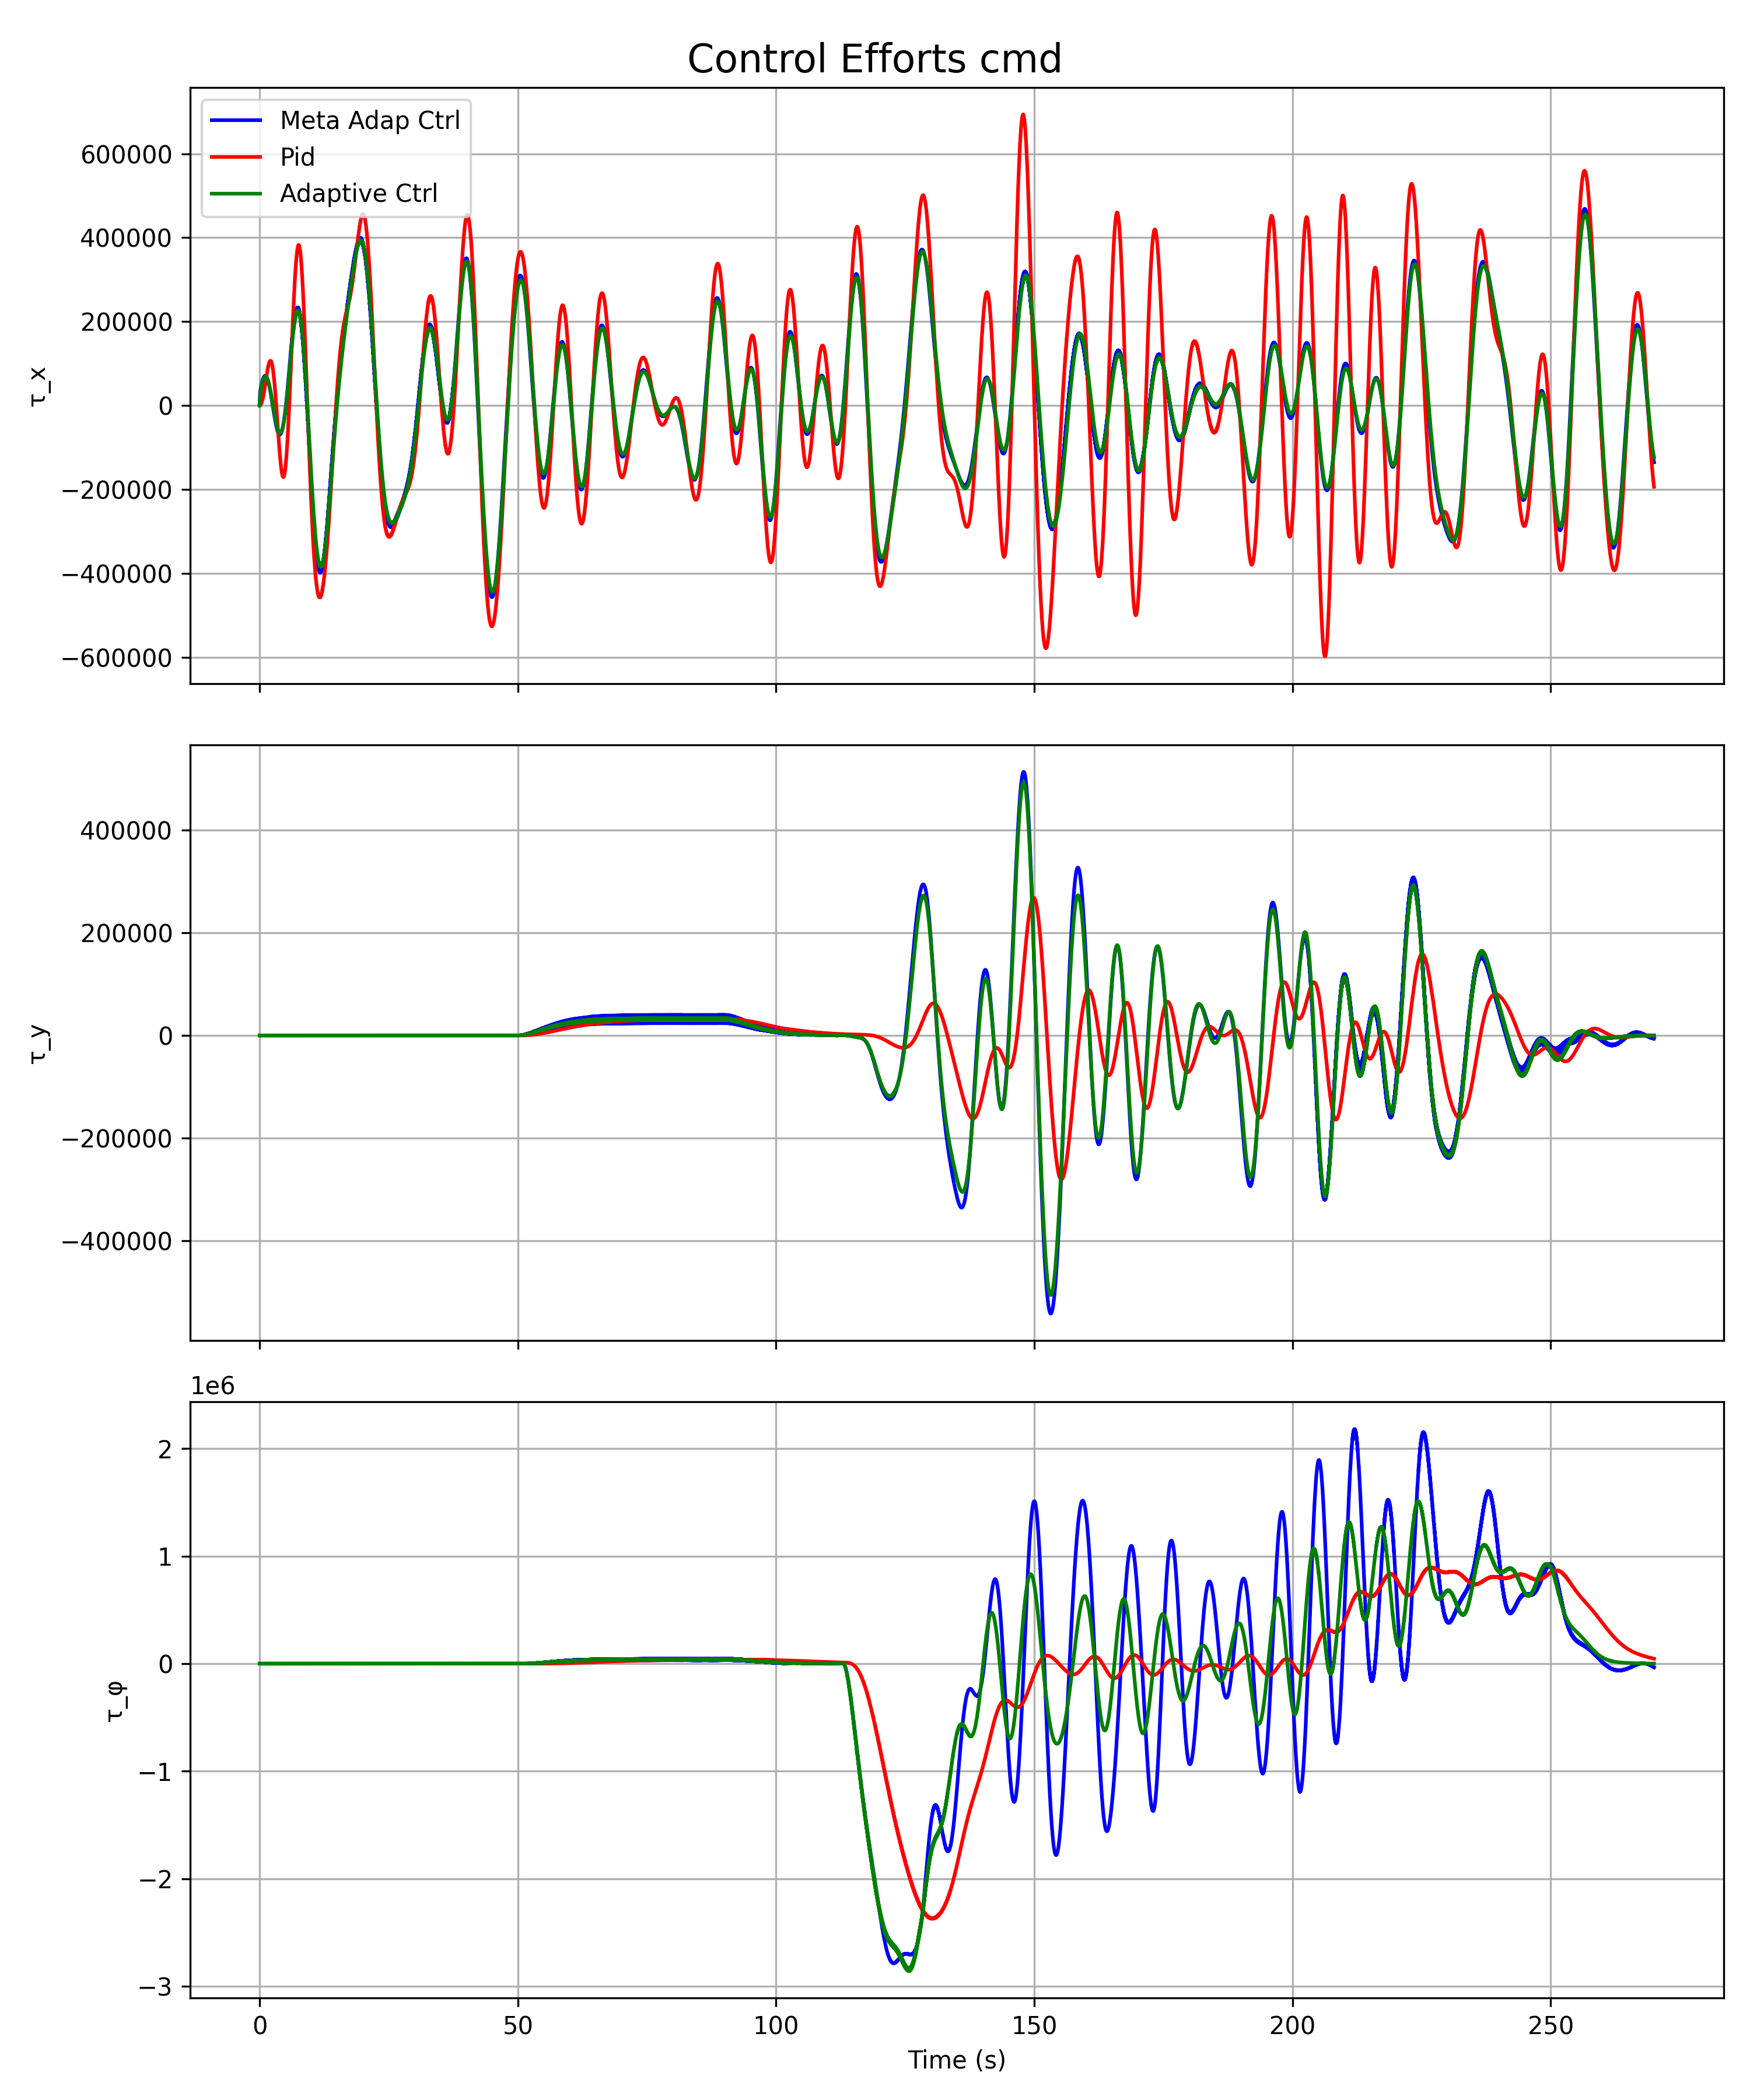 Control Efforts cmd
Meta Adap Ctrl
Pid
Adaptive Ctrl
600000
400000
200000
0
−200000
−400000
−600000
τ_x
400000
200000
0
−200000
−400000
τ_y
1e6
2
1
0
−1
−2
−3
τ_φ
0 50 100 150 200 250
Time (s)